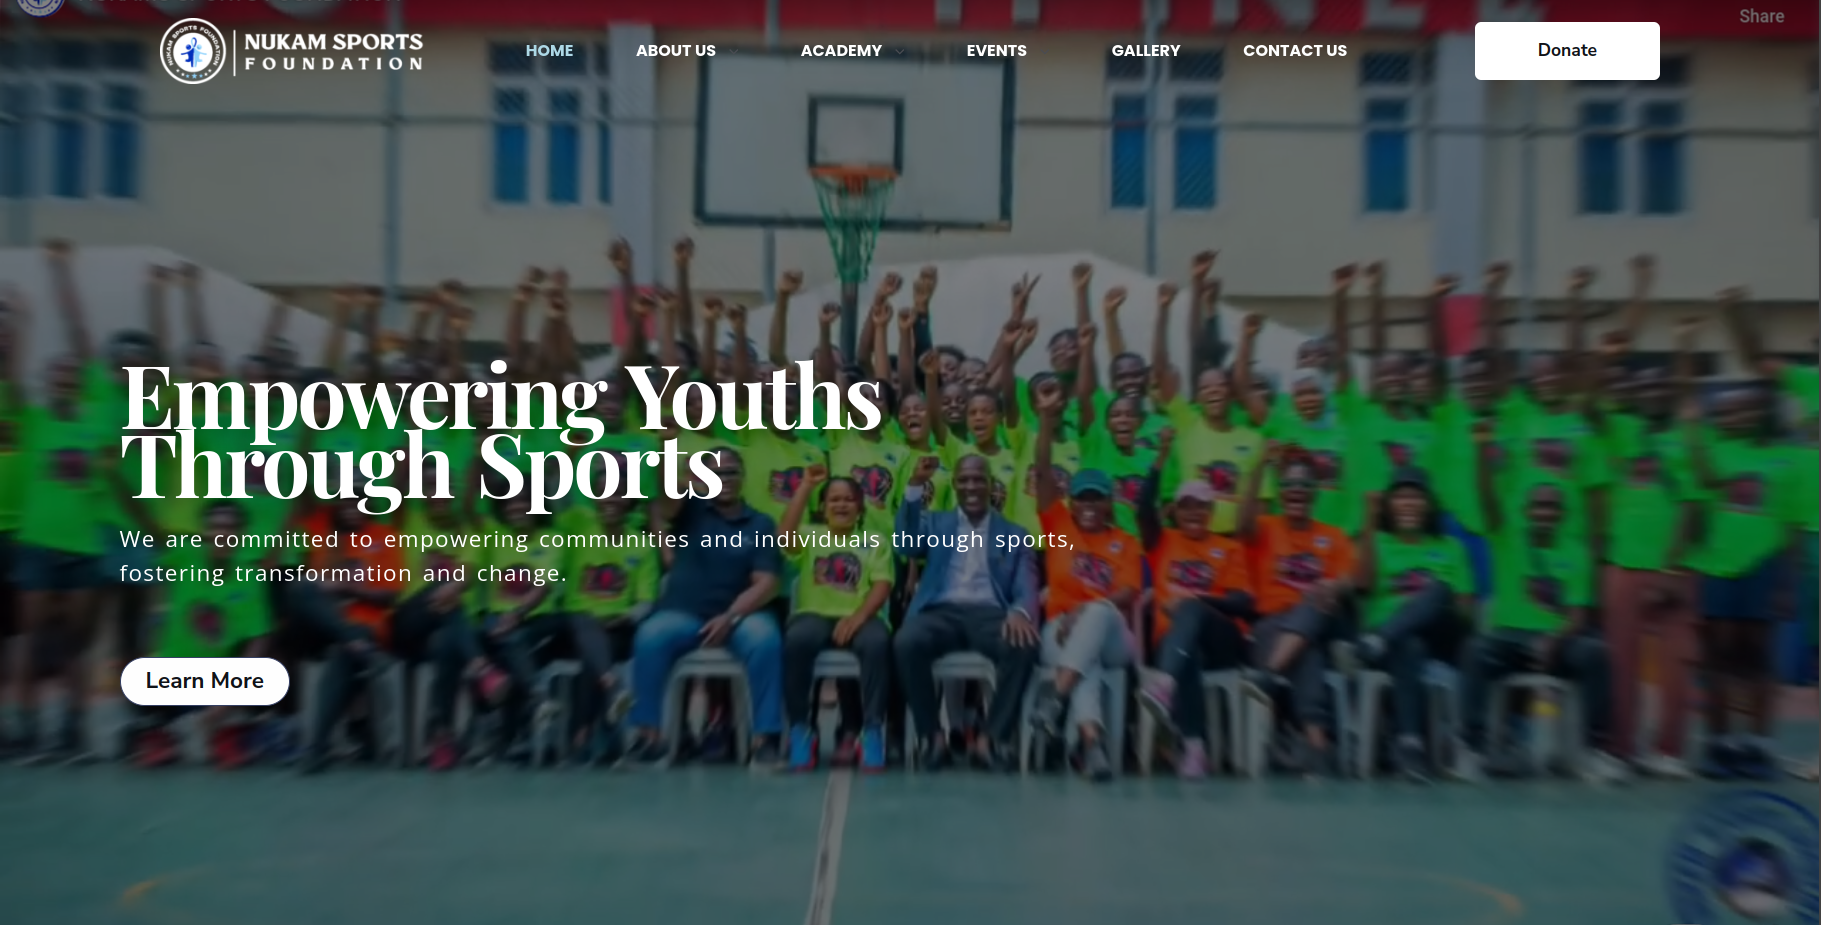 Share
NUKAM SPORTS
FOUNDATION
HOME
ABOUT US
ACADEMY
EVENTS
GALLERY
CONTACT US
Donate
Empowering Youths
Through Sports
We are committed to empowering communities and individuals through sports,
fostering transformation and change.
Learn More